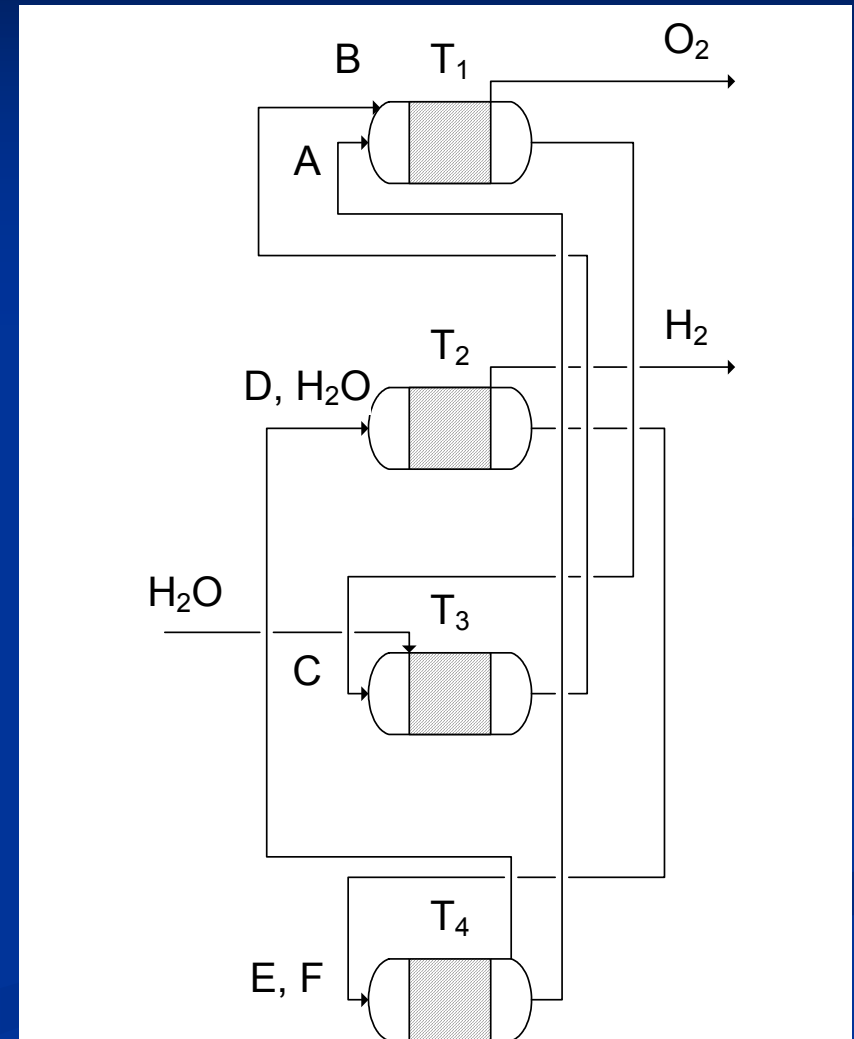 B
T₁
O₂
A
T₂
H₂
D, H₂O
H₂O
T₃
C
T₄
E, F